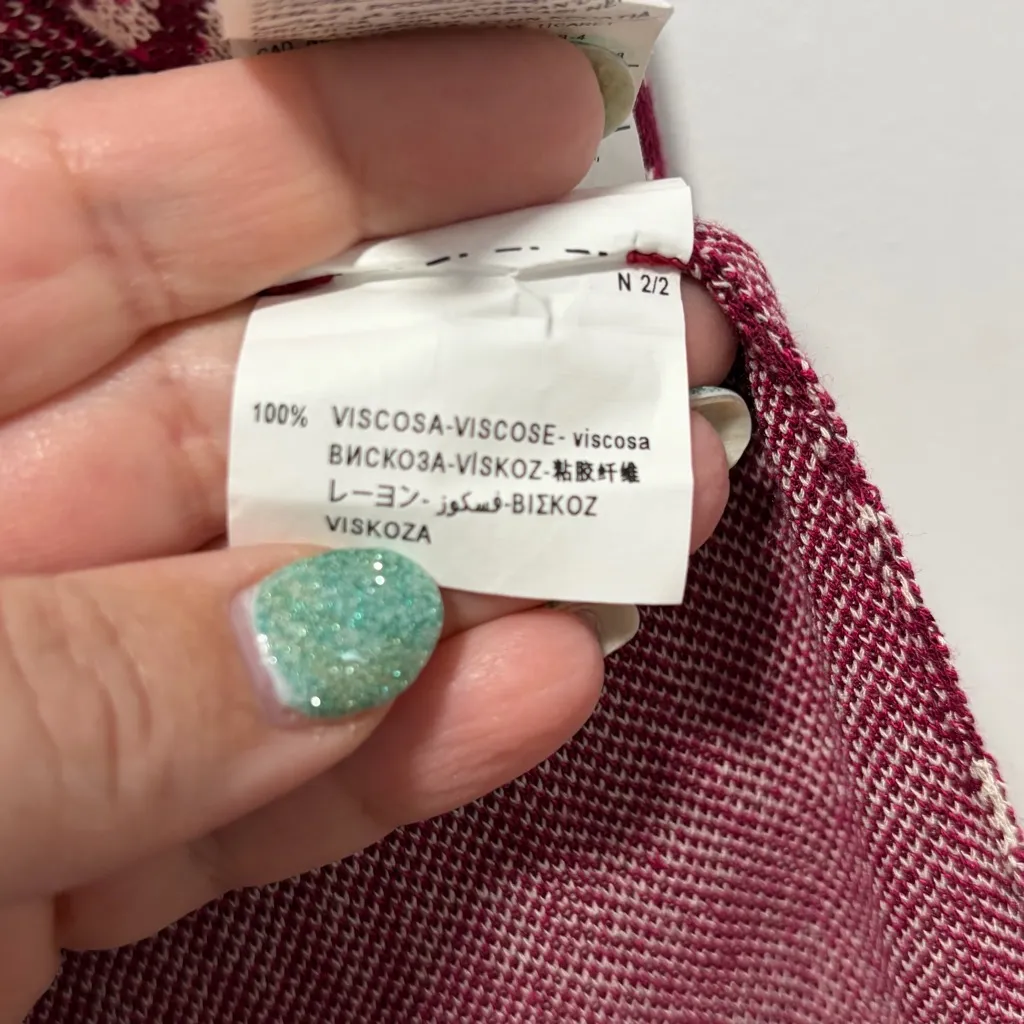 N 2/2
100% VISCOSA-VISCOSE- viscosa
ВИСКОЗА-VİSKOZ-粘胶纤维
レーヨン-فسكوز-ΒΙΣΚΟΖ
VISKOZA